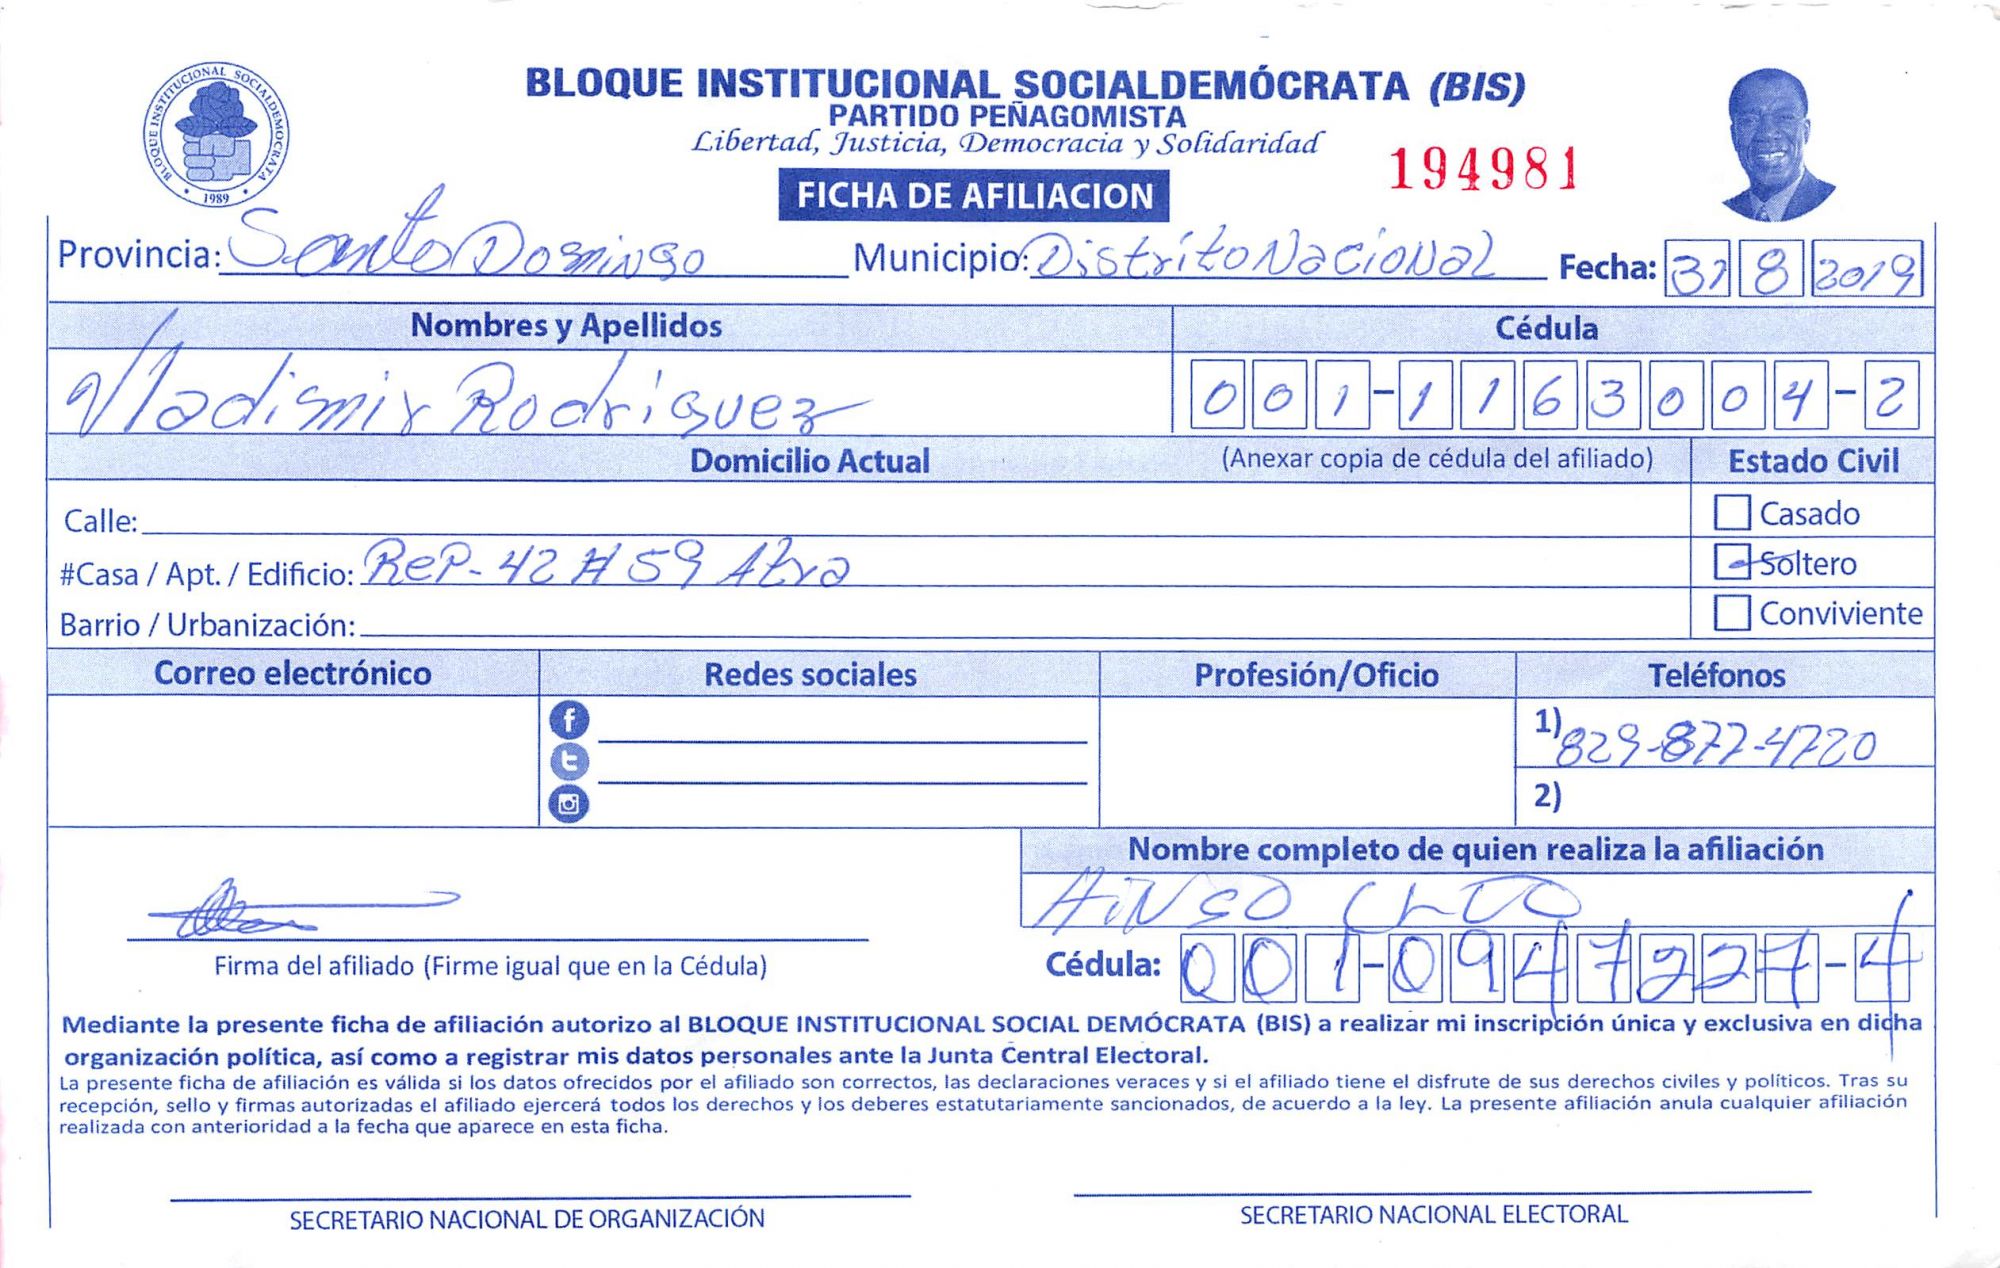 BLOQUE INSTITUCIONAL SOCIALDEMÓCRATA (BIS)
PARTIDO PEÑAGOMISTA
Libertad, Justicia, Democracia y Solidaridad
194981
BLOQUE INSTITUCIONAL SOCIALDEMOCRATA
1989
FICHA DE AFILIACION
Provincia: Santo Domingo Municipio: Distrito Nacional Fecha: 31 8 2019
Nombres y Apellidos Cédula
Vladimir Rodriguez 001-1163004-2
Domicilio Actual (Anexar copia de cédula del afiliado) Estado Civil
Calle: Casado
#Casa / Apt. / Edificio: ReP-42 #59 Atra Soltero
Barrio / Urbanización: Conviviente
Correo electrónico Redes sociales Profesión/Oficio Teléfonos
1) 829-877-4720
2)
Nombre completo de quien realiza la afiliación
Firma del afiliado (Firme igual que en la Cédula) Cédula: 001-0947227-4
Mediante la presente ficha de afiliación autorizo al BLOQUE INSTITUCIONAL SOCIAL DEMÓCRATA (BIS) a realizar mi inscripción única y exclusiva en dicha
organización política, así como a registrar mis datos personales ante la Junta Central Electoral.
La presente ficha de afiliación es válida si los datos ofrecidos por el afiliado son correctos, las declaraciones veraces y si el afiliado tiene el disfrute de sus derechos civiles y políticos. Tras su
recepción, sello y firmas autorizadas el afiliado ejercerá todos los derechos y los deberes estatutariamente sancionados, de acuerdo a la ley. La presente afiliación anula cualquier afiliación
realizada con anterioridad a la fecha que aparece en esta ficha.
SECRETARIO NACIONAL DE ORGANIZACIÓN SECRETARIO NACIONAL ELECTORAL